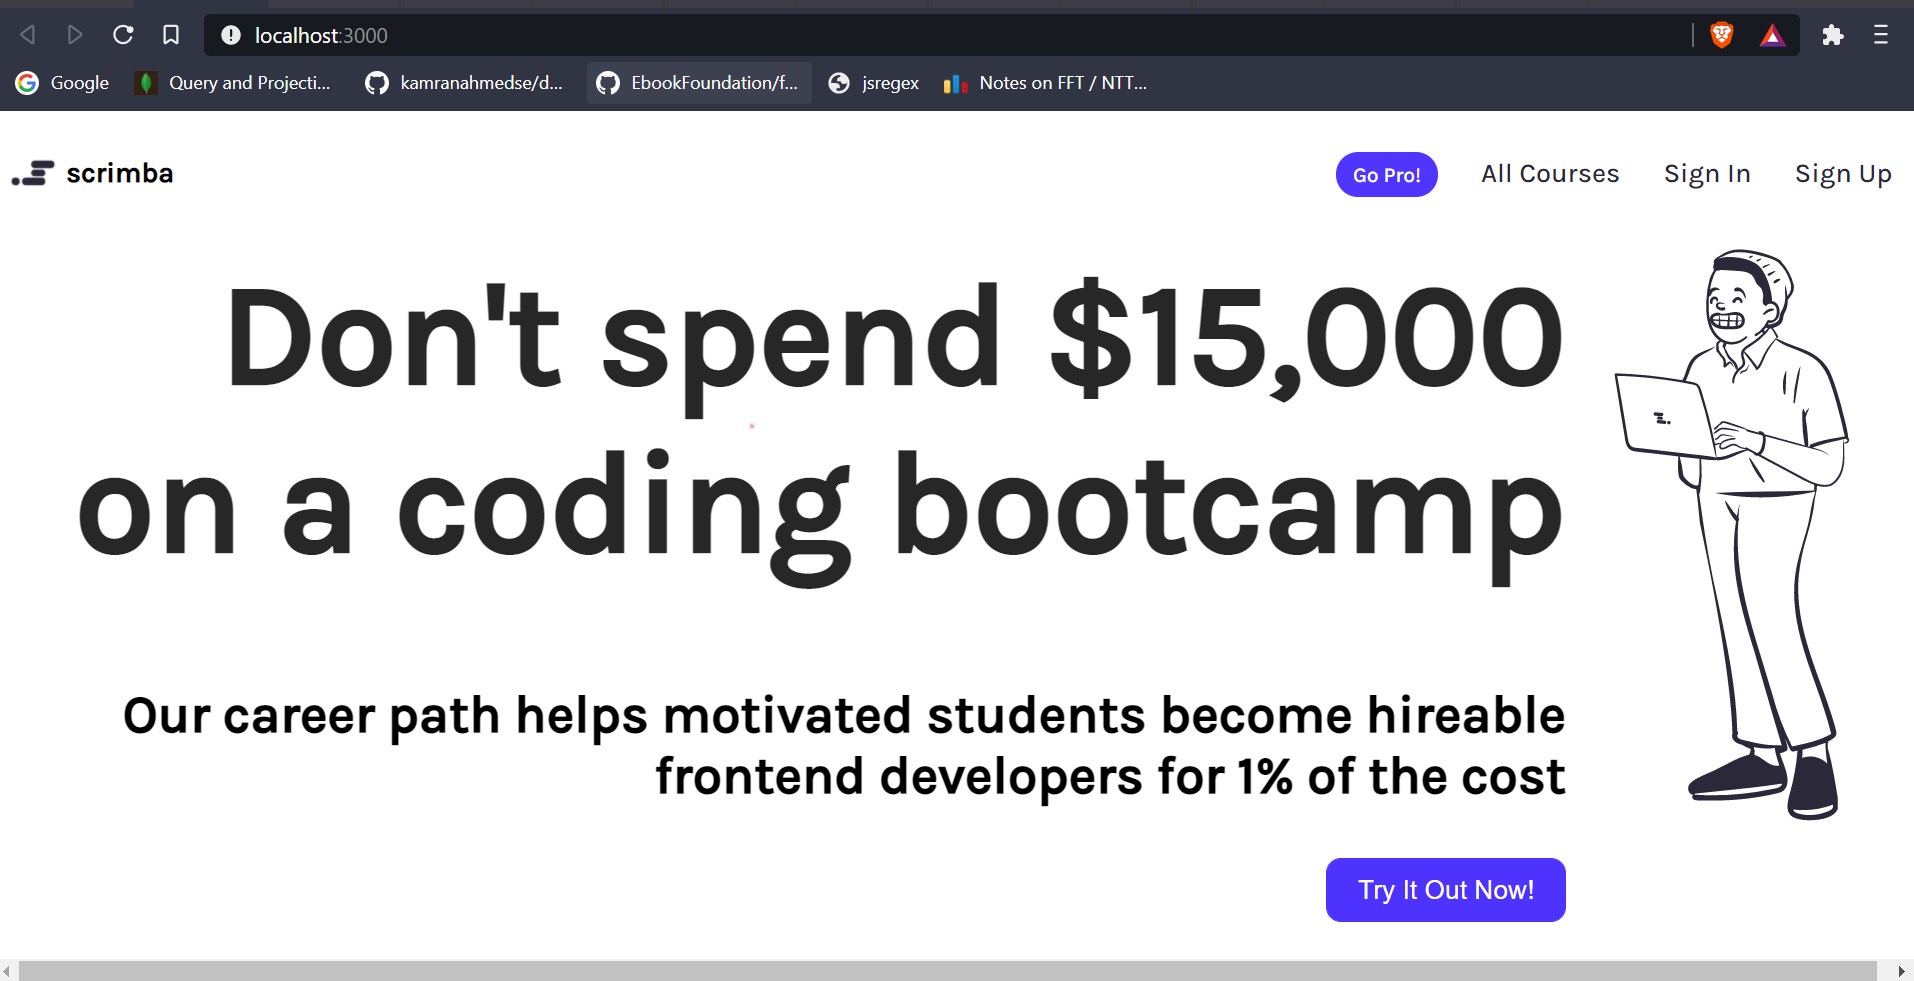 localhost:3000
Google
Query and Projecti...
kamranahmedse/d...
EbookFoundation/f...
jsregex
Notes on FFT / NTT...
scrimba
Go Pro!
All Courses
Sign In
Sign Up
Don't spend $15,000
on a coding bootcamp
Our career path helps motivated students become hireable
frontend developers for 1% of the cost
Try It Out Now!